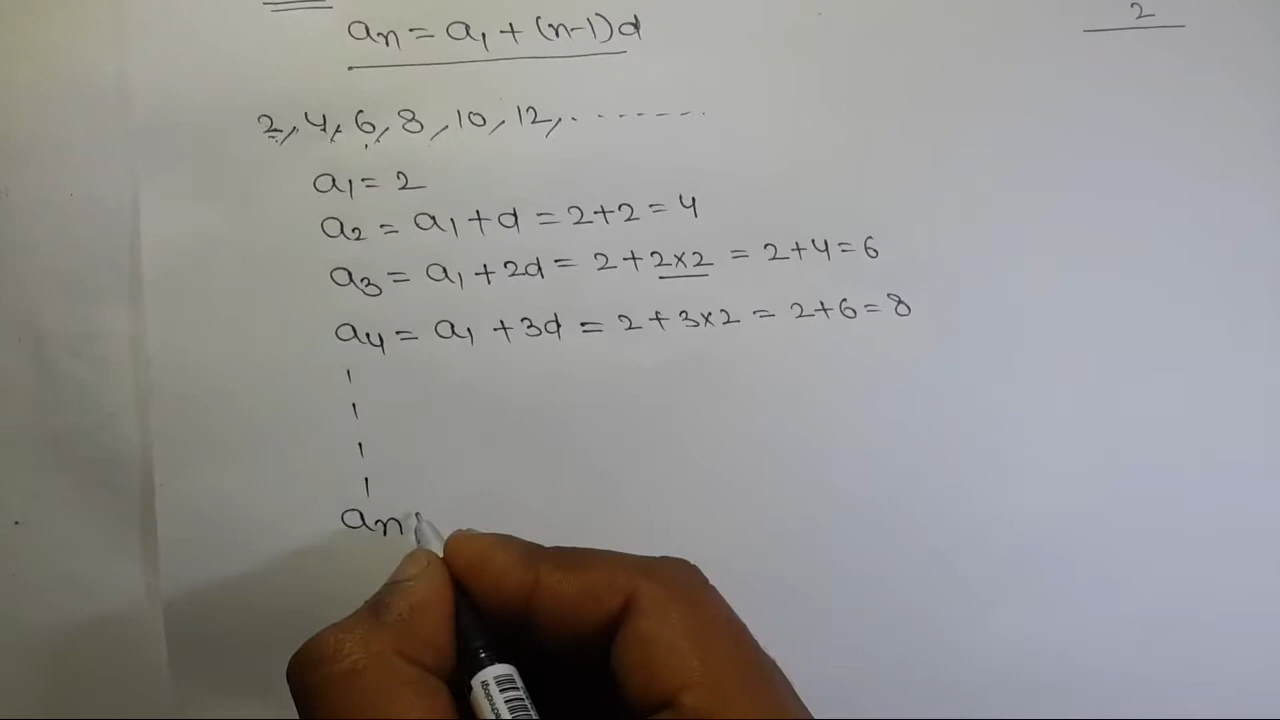 an = a1 + (n-1)d
2
2, 4, 6, 8, 10, 12, .......
a1 = 2
a2 = a1 + d = 2+2 = 4
a3 = a1 + 2d = 2 + 2×2 = 2+4 = 6
a4 = a1 + 3d = 2 + 3×2 = 2+6 = 8
an